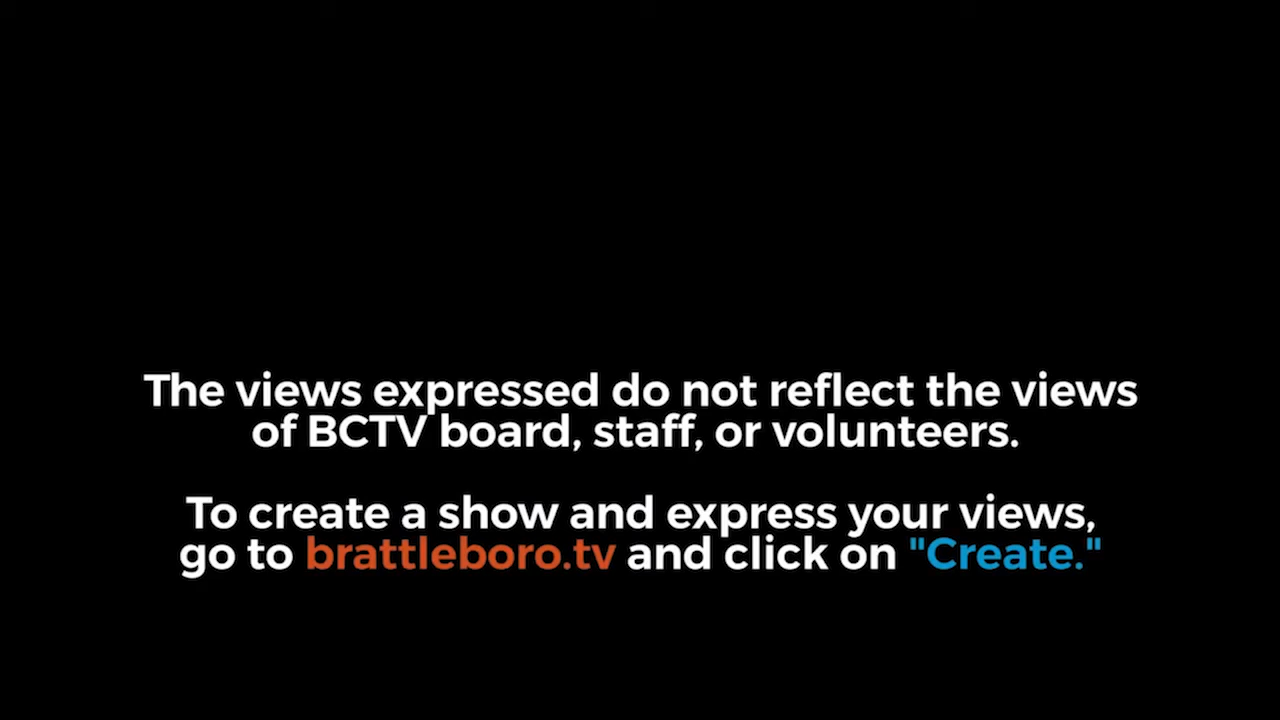 The views expressed do not reflect the views
of BCTV board, staff, or volunteers.
To create a show and express your views,
go to brattleboro.tv and click on "Create."